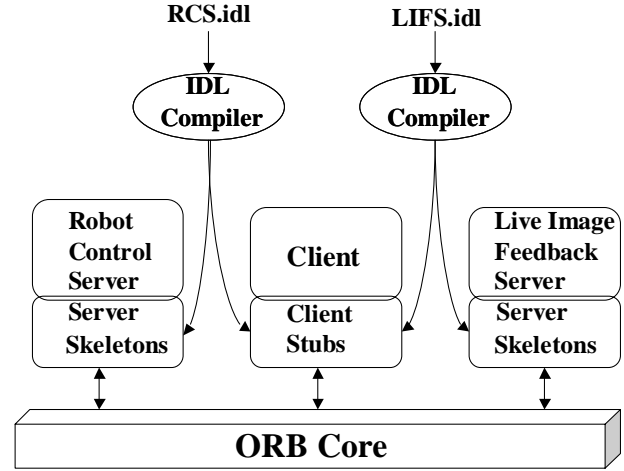 RCS.idl
LIFS.idl
IDL
Compiler
IDL
Compiler
Robot
Control
Server
Server
Skeletons
Client
Client
Stubs
Live Image
Feedback
Server
Server
Skeletons
ORB Core